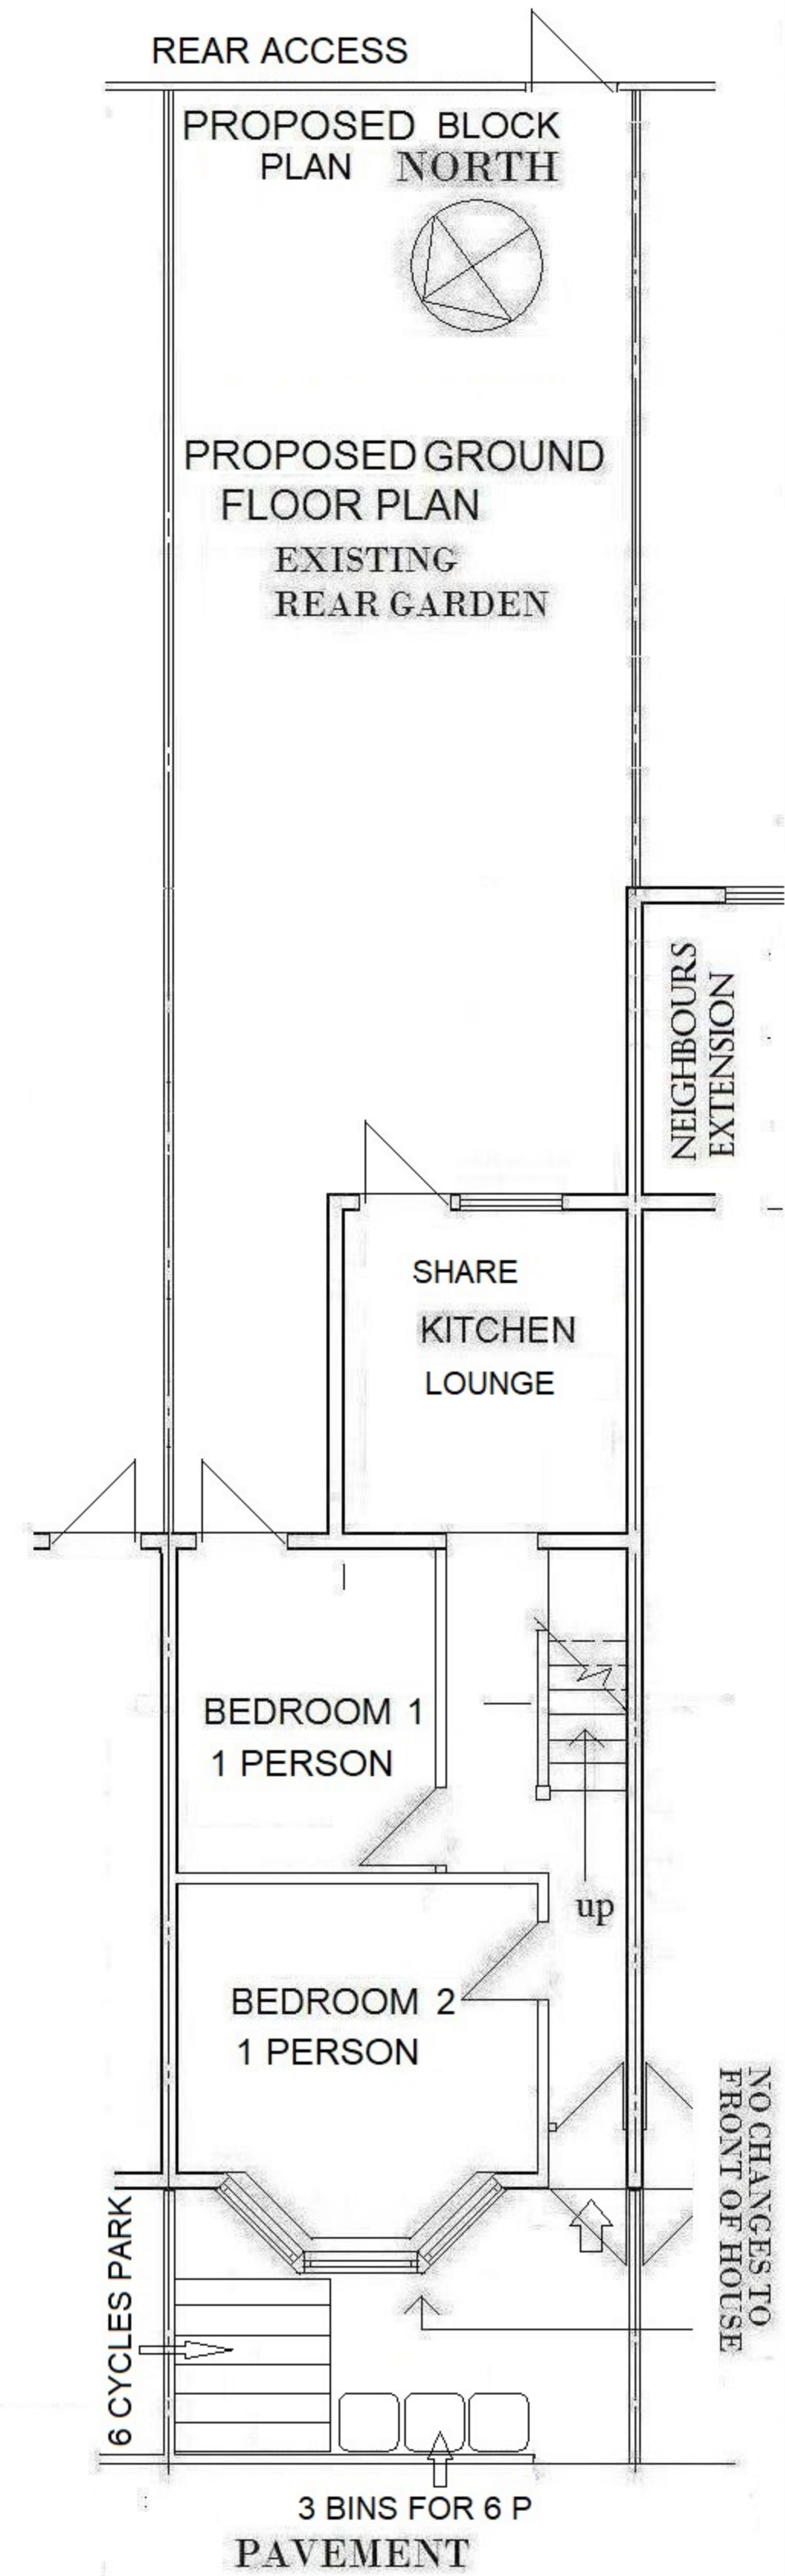 REAR ACCESS
PROPOSED BLOCK
PLAN NORTH
PROPOSED GROUND
FLOOR PLAN
EXISTING
REAR GARDEN
NEIGHBOURS
EXTENSION
SHARE
KITCHEN
LOUNGE
BEDROOM 1
1 PERSON
up
BEDROOM 2
1 PERSON
NO CHANGES TO
FRONT OF HOUSE
6 CYCLES PARK
3 BINS FOR 6 P
PAVEMENT